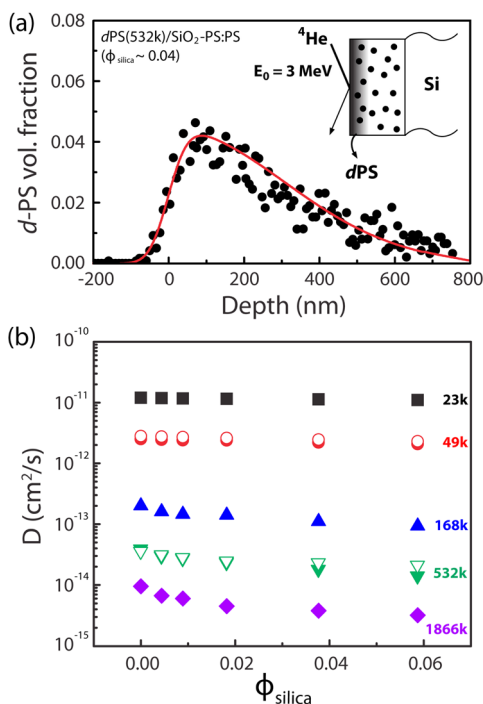 (a)
dPS(532k)/SiO₂-PS:PS
(ϕsilica ~ 0.04)
⁴He
E₀ = 3 MeV
Si
dPS
d-PS vol. fraction
0.08
0.06
0.04
0.02
0.00
-200 0 200 400 600 800
Depth (nm)
(b)
D (cm²/s)
10⁻¹⁰
10⁻¹¹
10⁻¹²
10⁻¹³
10⁻¹⁴
10⁻¹⁵
23k
49k
168k
532k
1866k
0.00 0.02 0.04 0.06
ϕsilica